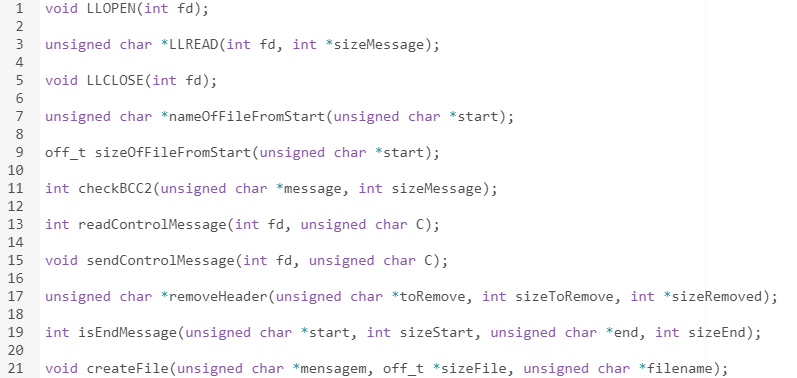 1 void LLOPEN(int fd);
2
3 unsigned char *LLREAD(int fd, int *sizeMessage);
4
5 void LLCLOSE(int fd);
6
7 unsigned char *nameOfFileFromStart(unsigned char *start);
8
9 off_t sizeOfFileFromStart(unsigned char *start);
10
11 int checkBCC2(unsigned char *message, int sizeMessage);
12
13 int readControlMessage(int fd, unsigned char C);
14
15 void sendControlMessage(int fd, unsigned char C);
16
17 unsigned char *removeHeader(unsigned char *toRemove, int sizeToRemove, int *sizeRemoved);
18
19 int isEndMessage(unsigned char *start, int sizeStart, unsigned char *end, int sizeEnd);
20
21 void createFile(unsigned char *mensagem, off_t *sizeFile, unsigned char *filename);